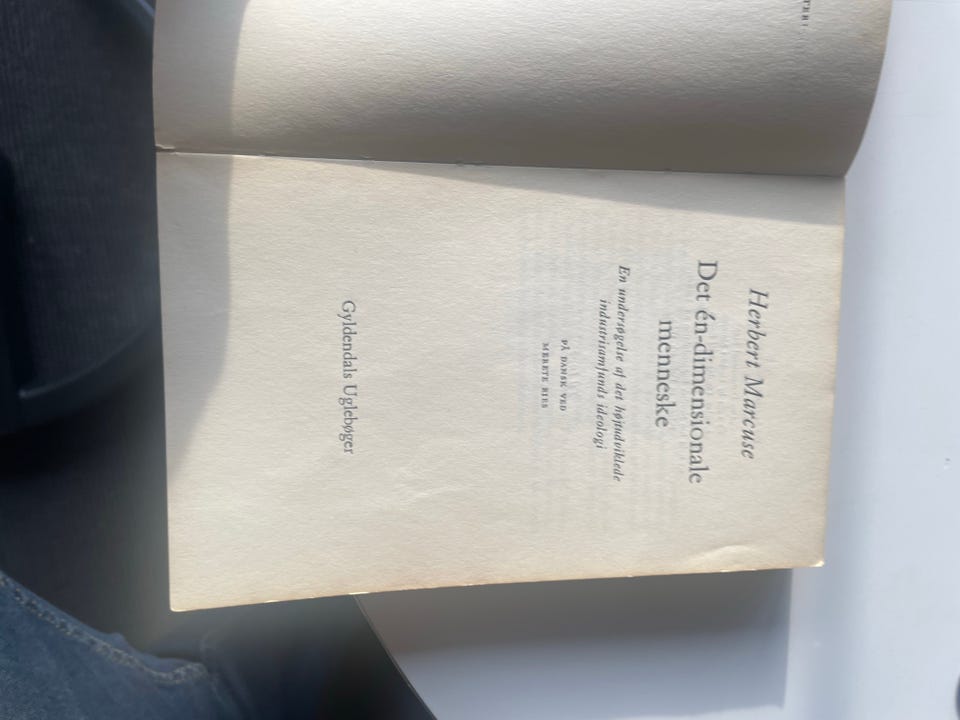 Herbert Marcuse
Det én-dimensionale
menneske
En undersøgelse af det højtudviklede
industrisamfunds ideologi
PÅ DANSK VED
MERETE RIES
Gyldendals Uglebøger